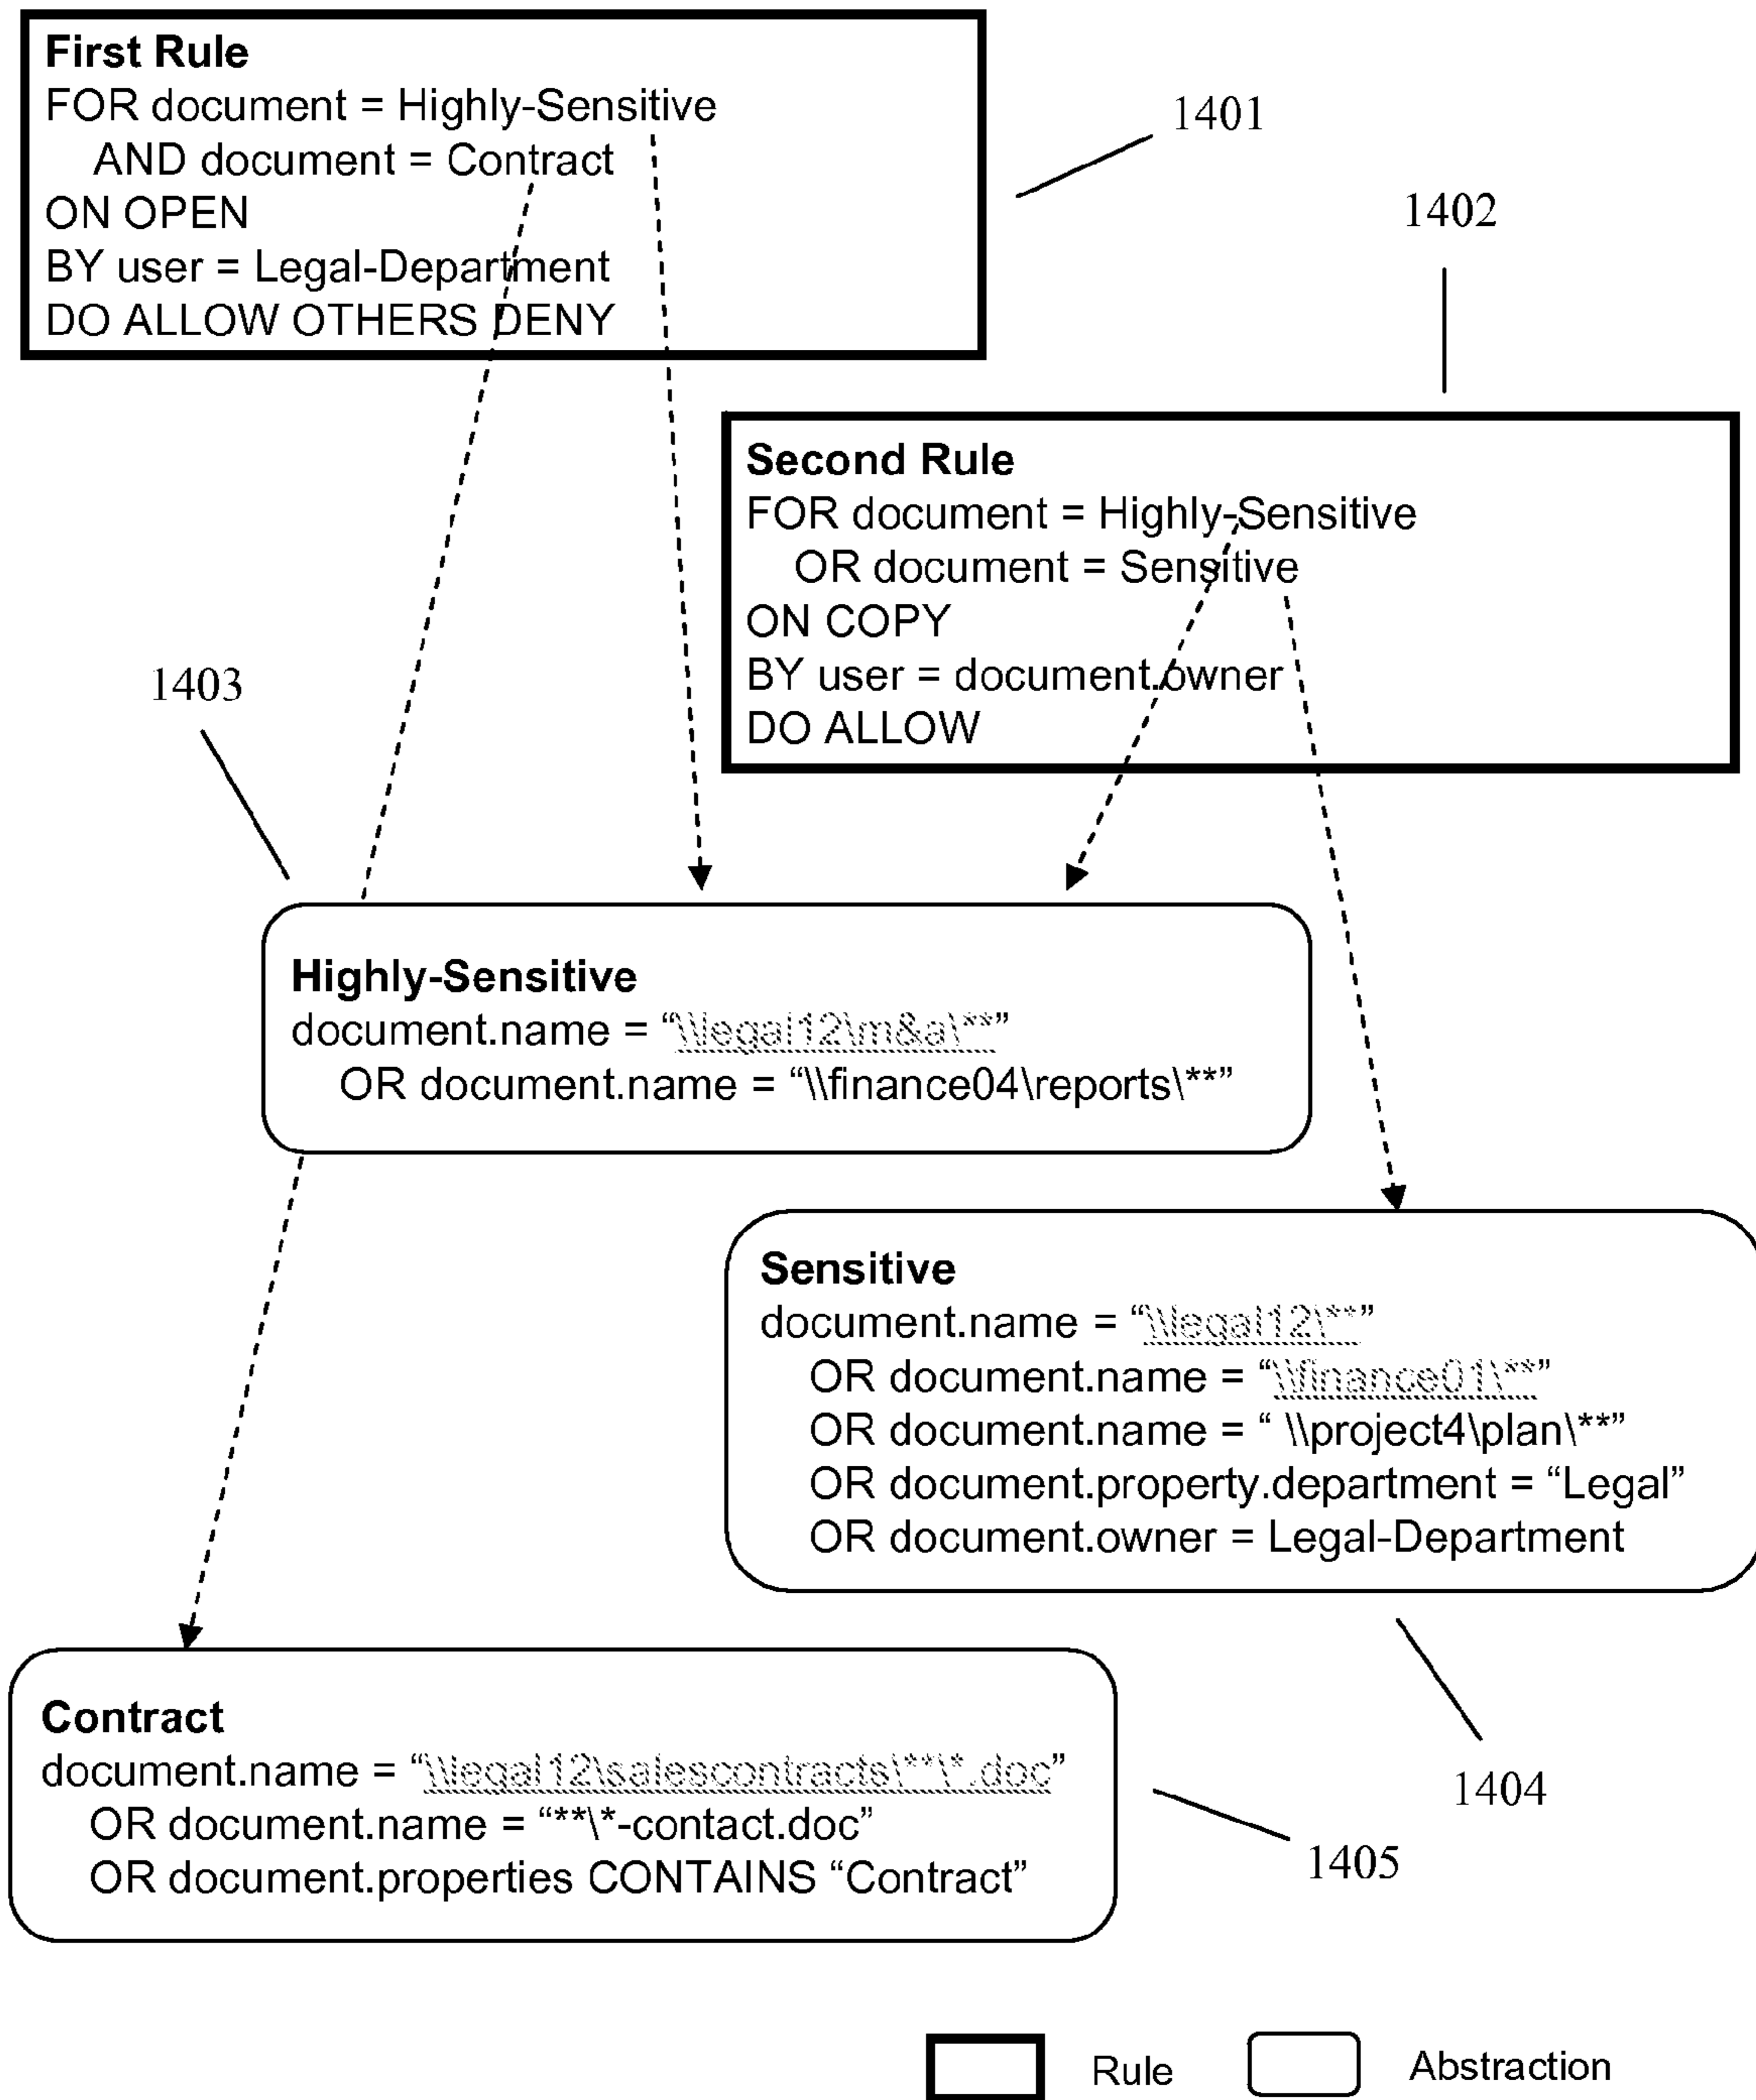 First Rule
FOR document = Highly-Sensitive
AND document = Contract
ON OPEN
BY user = Legal-Department
DO ALLOW OTHERS DENY
1401
1402
Second Rule
FOR document = Highly-Sensitive
OR document = Sensitive
ON COPY
BY user = document.owner
DO ALLOW
1403
Highly-Sensitive
document.name = “\\legal12\m&a\**”
OR document.name = “\\finance04\reports\**”
Sensitive
document.name = “\\legal12\**”
OR document.name = “\\finance01\**”
OR document.name = “ \\project4\plan\**”
OR document.property.department = “Legal”
OR document.owner = Legal-Department
1404
Contract
document.name = “\\legal12\salescontracts\**\*.doc”
OR document.name = “**\*-contact.doc”
OR document.properties CONTAINS “Contract”
1405
Rule
Abstraction